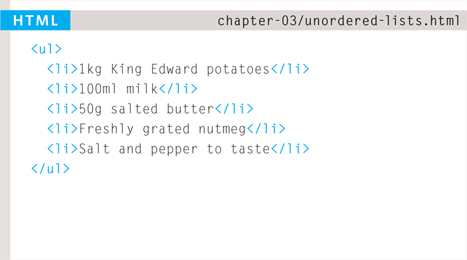 HTML
chapter-03/unordered-lists.html
<ul>
<li>1kg King Edward potatoes</li>
<li>100ml milk</li>
<li>50g salted butter</li>
<li>Freshly grated nutmeg</li>
<li>Salt and pepper to taste</li>
</ul>